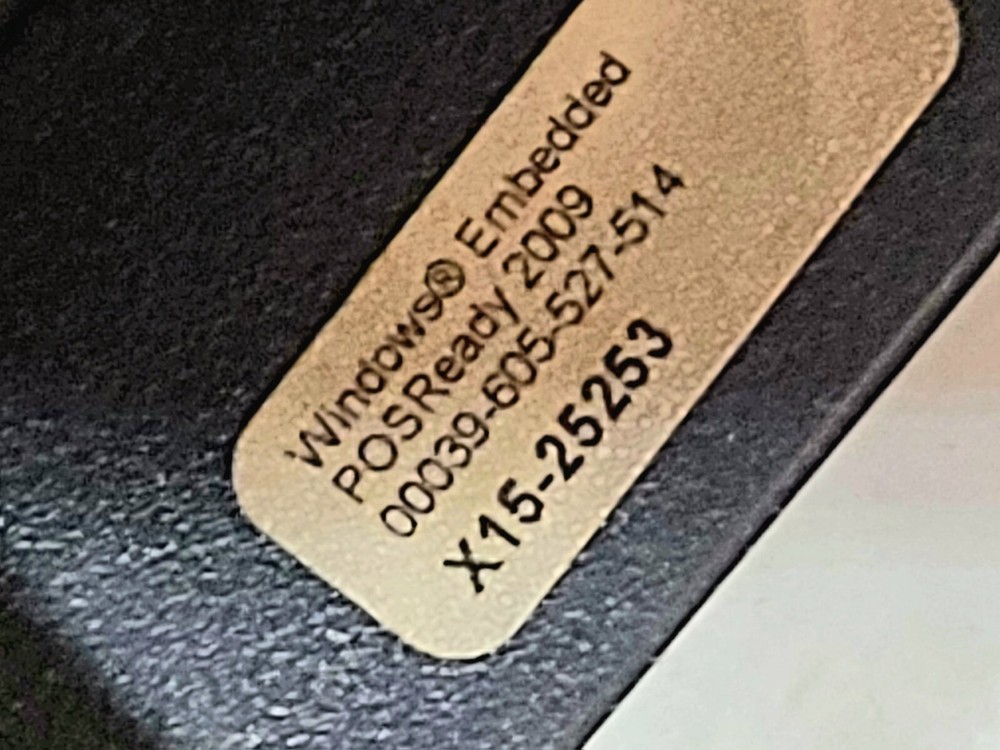 Windows® Embedded
POSReady 2009
00039-605-527-514
X15-25253